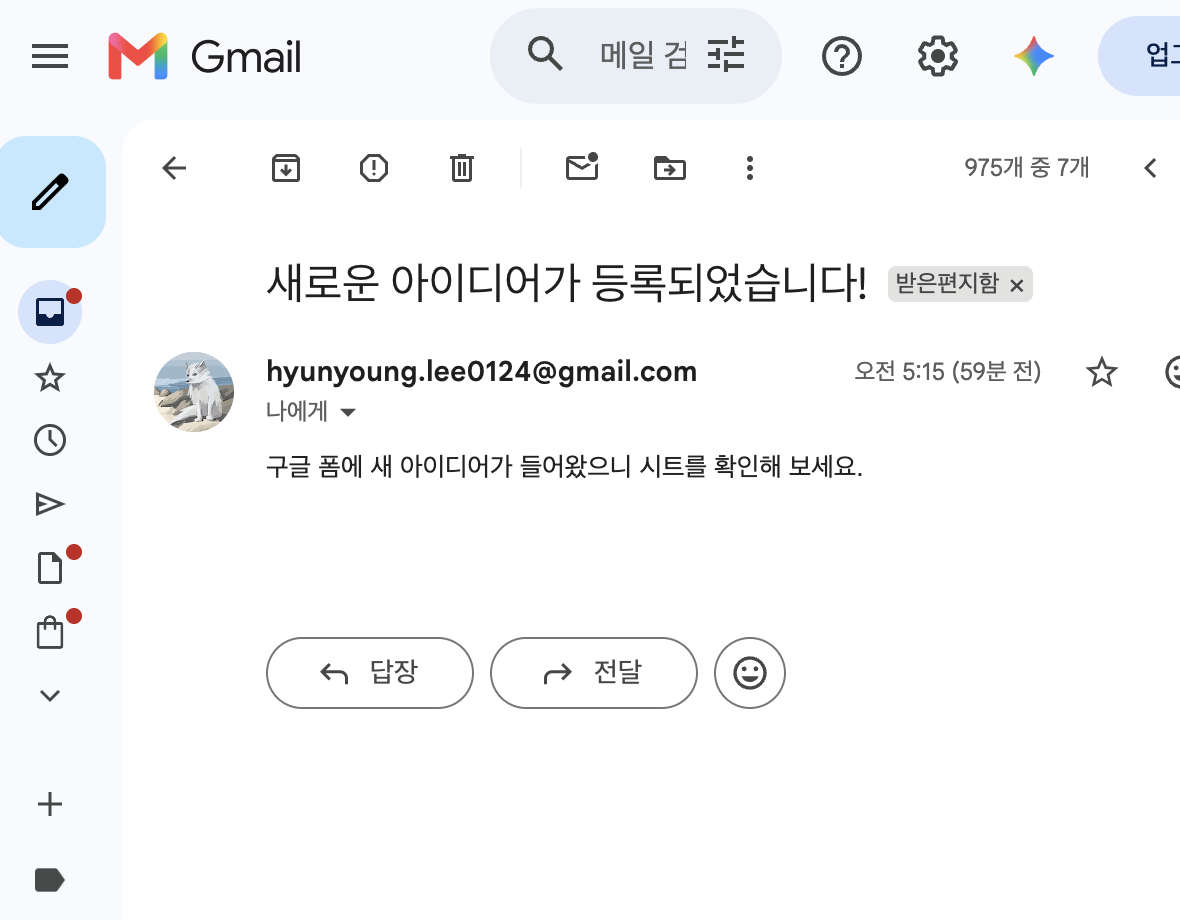 Gmail
메일 검
업그
975개 중 7개
새로운 아이디어가 등록되었습니다!
받은편지함 ×
hyunyoung.lee0124@gmail.com
오전 5:15 (59분 전)
나에게
구글 폼에 새 아이디어가 들어왔으니 시트를 확인해 보세요.
답장
전달